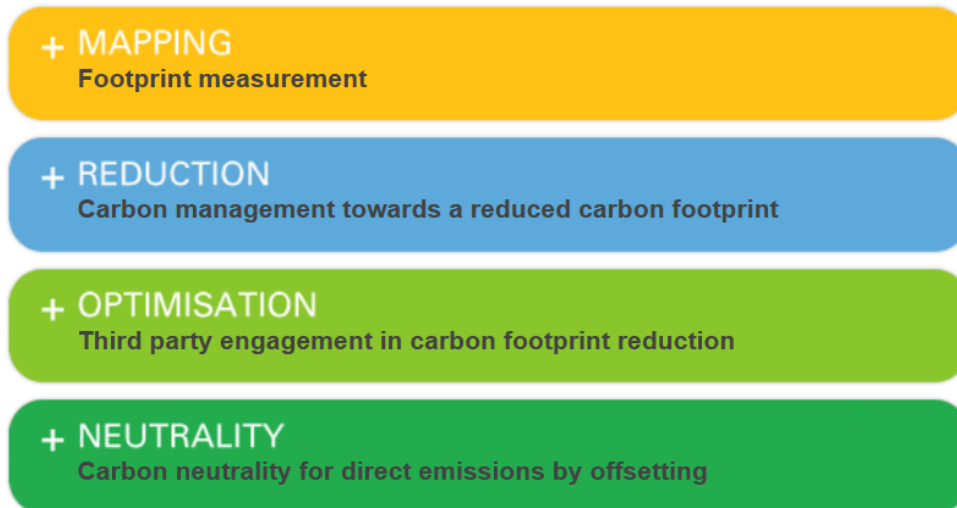 + MAPPING
Footprint measurement
+ REDUCTION
Carbon management towards a reduced carbon footprint
+ OPTIMISATION
Third party engagement in carbon footprint reduction
+ NEUTRALITY
Carbon neutrality for direct emissions by offsetting